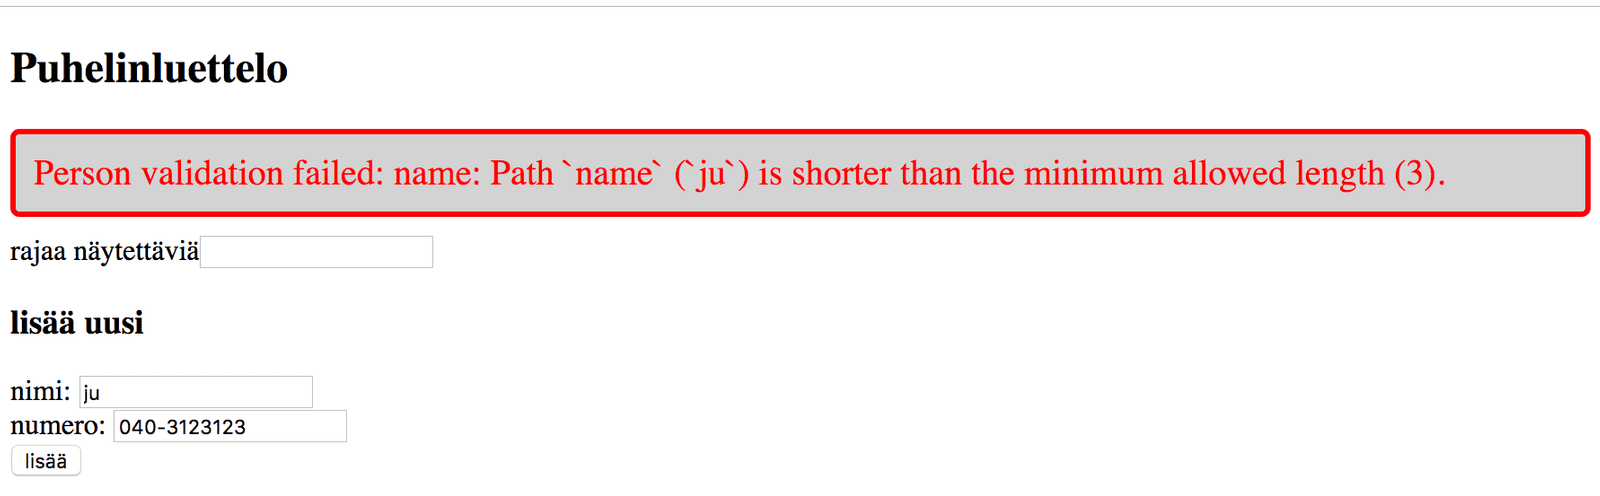 Puhelinluettelo
Person validation failed: name: Path `name` (`ju`) is shorter than the minimum allowed length (3).
rajaa näytettäviä
lisää uusi
nimi: ju
numero: 040-3123123
lisää